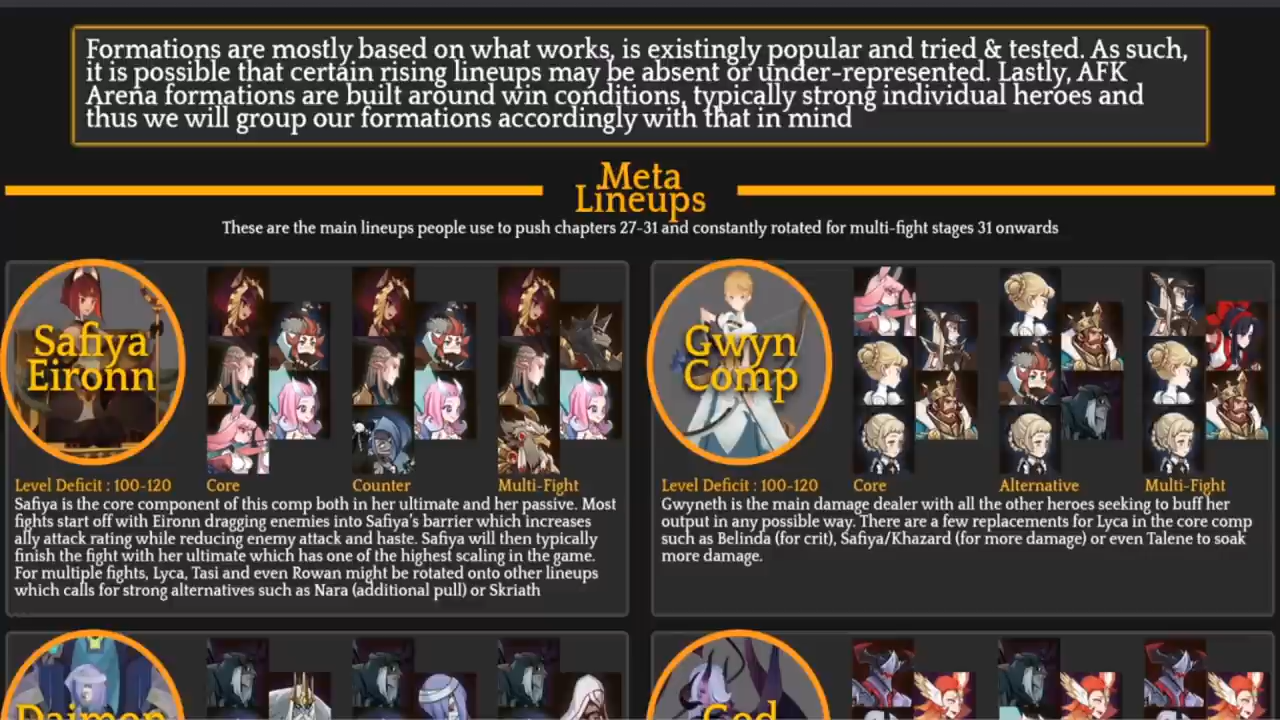 Formations are mostly based on what works, is existingly popular and tried & tested. As such,
it is possible that certain rising lineups may be absent or under-represented. Lastly, AFK
Arena formations are built around win conditions, typically strong individual heroes and
thus we will group our formations accordingly with that in mind
Meta
Lineups
These are the main lineups people use to push chapters 27-31 and constantly rotated for multi-fight stages 31 onwards
Safiya
Eironn
Level Deficit : 100-120
Core
Counter
Multi-Fight
Safiya is the core component of this comp both in her ultimate and her passive. Most
fights start off with Eironn dragging enemies into Safiya's barrier which increases
ally attack rating while reducing enemy attack and haste. Safiya will then typically
finish the fight with her ultimate which has one of the highest scaling in the game.
For multiple fights, Lyca, Tasi and even Rowan might be rotated onto other lineups
which calls for strong alternatives such as Nara (additional pull) or Skriath
Gwyn
Comp
Level Deficit : 100-120
Core
Alternative
Multi-Fight
Gwyneth is the main damage dealer with all the other heroes seeking to buff her
output in any possible way. There are a few replacements for Lyca in the core comp
such as Belinda (for crit), Safiya/Khazard (for more damage) or even Talene to soak
more damage.
Daimon
God